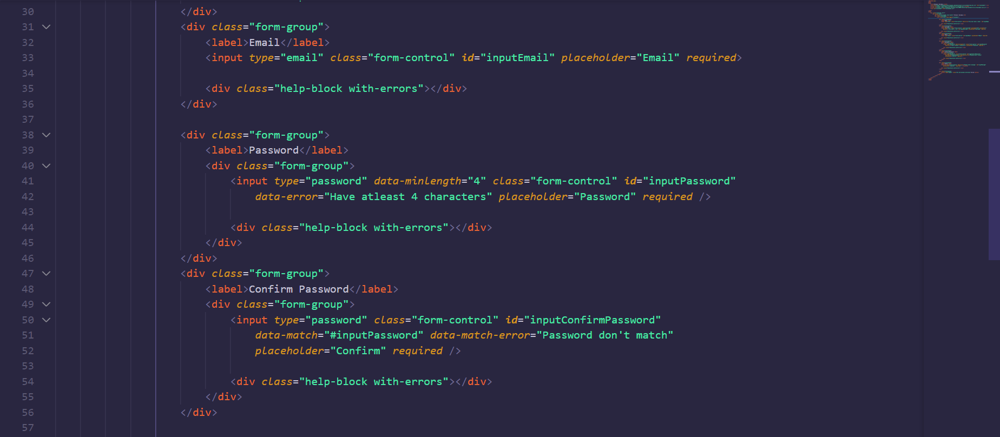 30 </div>
31 <div class="form-group">
32 <label>Email</label>
33 <input type="email" class="form-control" id="inputEmail" placeholder="Email" required>
34
35 <div class="help-block with-errors"></div>
36 </div>
37
38 <div class="form-group">
39 <label>Password</label>
40 <div class="form-group">
41 <input type="password" data-minlength="4" class="form-control" id="inputPassword"
42 data-error="Have atleast 4 characters" placeholder="Password" required />
43
44 <div class="help-block with-errors"></div>
45 </div>
46 </div>
47 <div class="form-group">
48 <label>Confirm Password</label>
49 <div class="form-group">
50 <input type="password" class="form-control" id="inputConfirmPassword"
51 data-match="#inputPassword" data-match-error="Password don't match"
52 placeholder="Confirm" required />
53
54 <div class="help-block with-errors"></div>
55 </div>
56 </div>
57